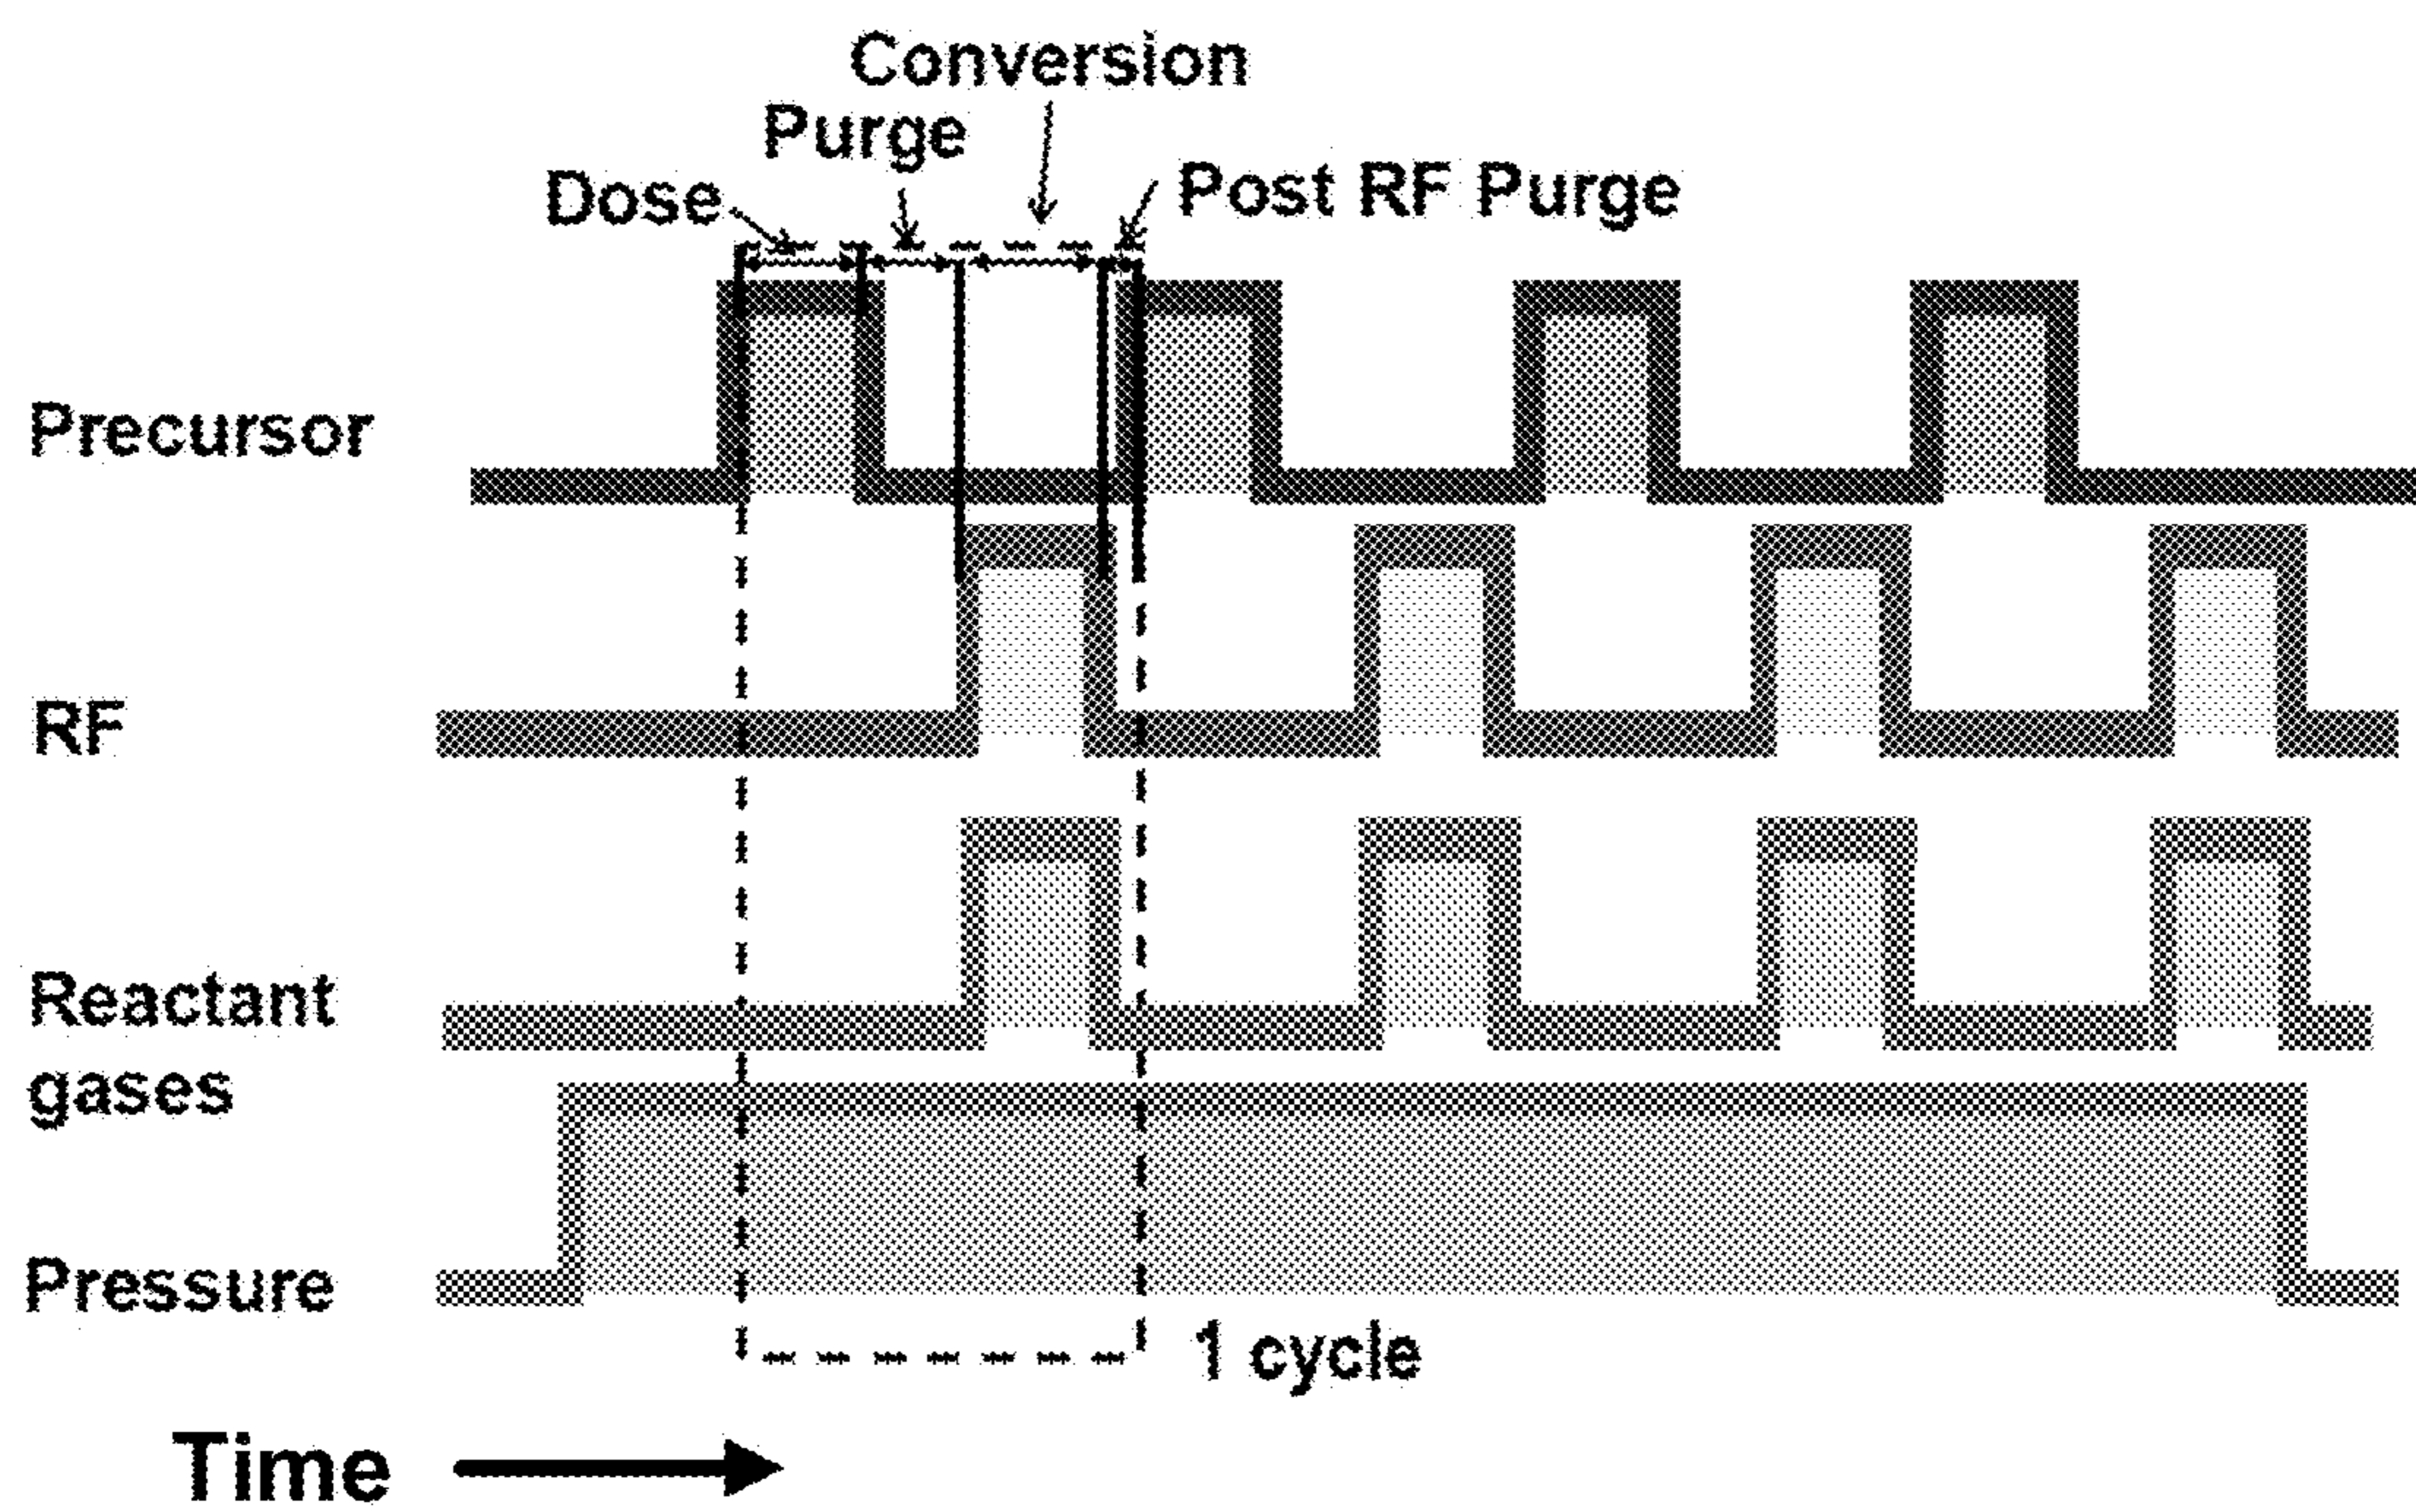 Conversion
Purge
Dose
Post RF Purge
Precursor
RF
Reactant
gases
Pressure
1 cycle
Time